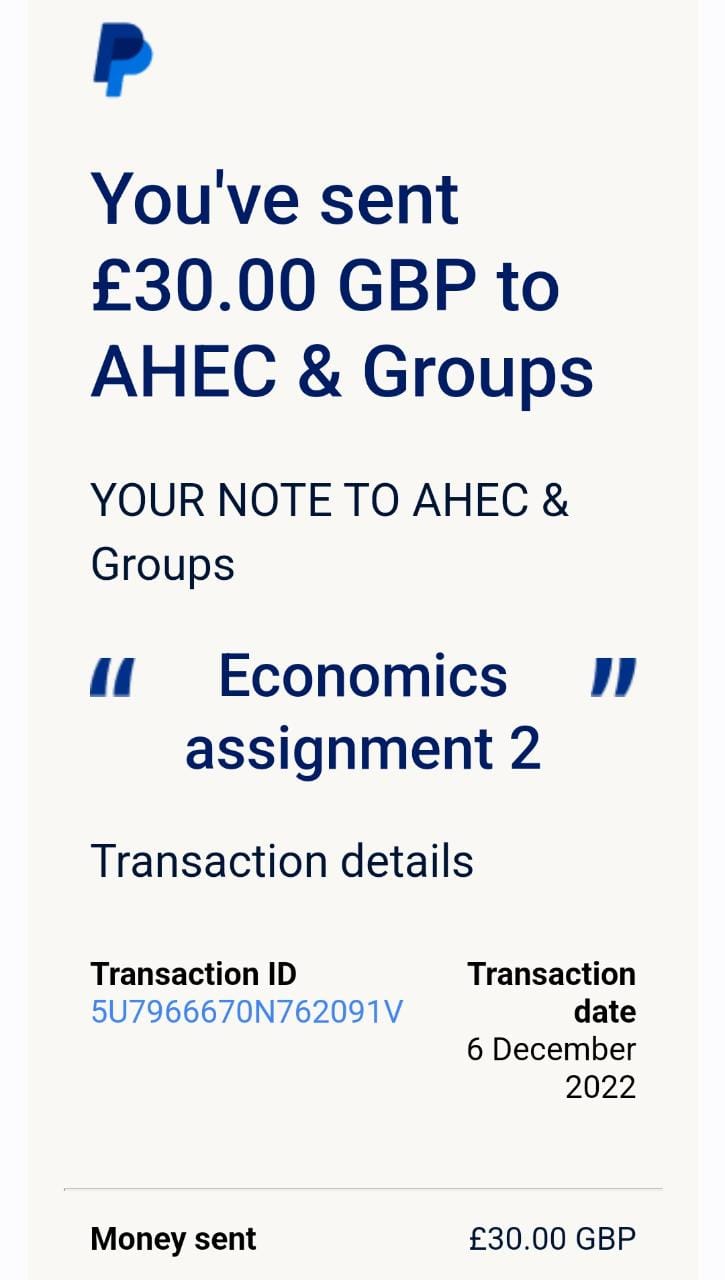 You've sent
£30.00 GBP to
AHEC & Groups
YOUR NOTE TO AHEC &
Groups
“ Economics ”
assignment 2
Transaction details
Transaction ID
5U7966670N762091V
Transaction
date
6 December
2022
Money sent £30.00 GBP